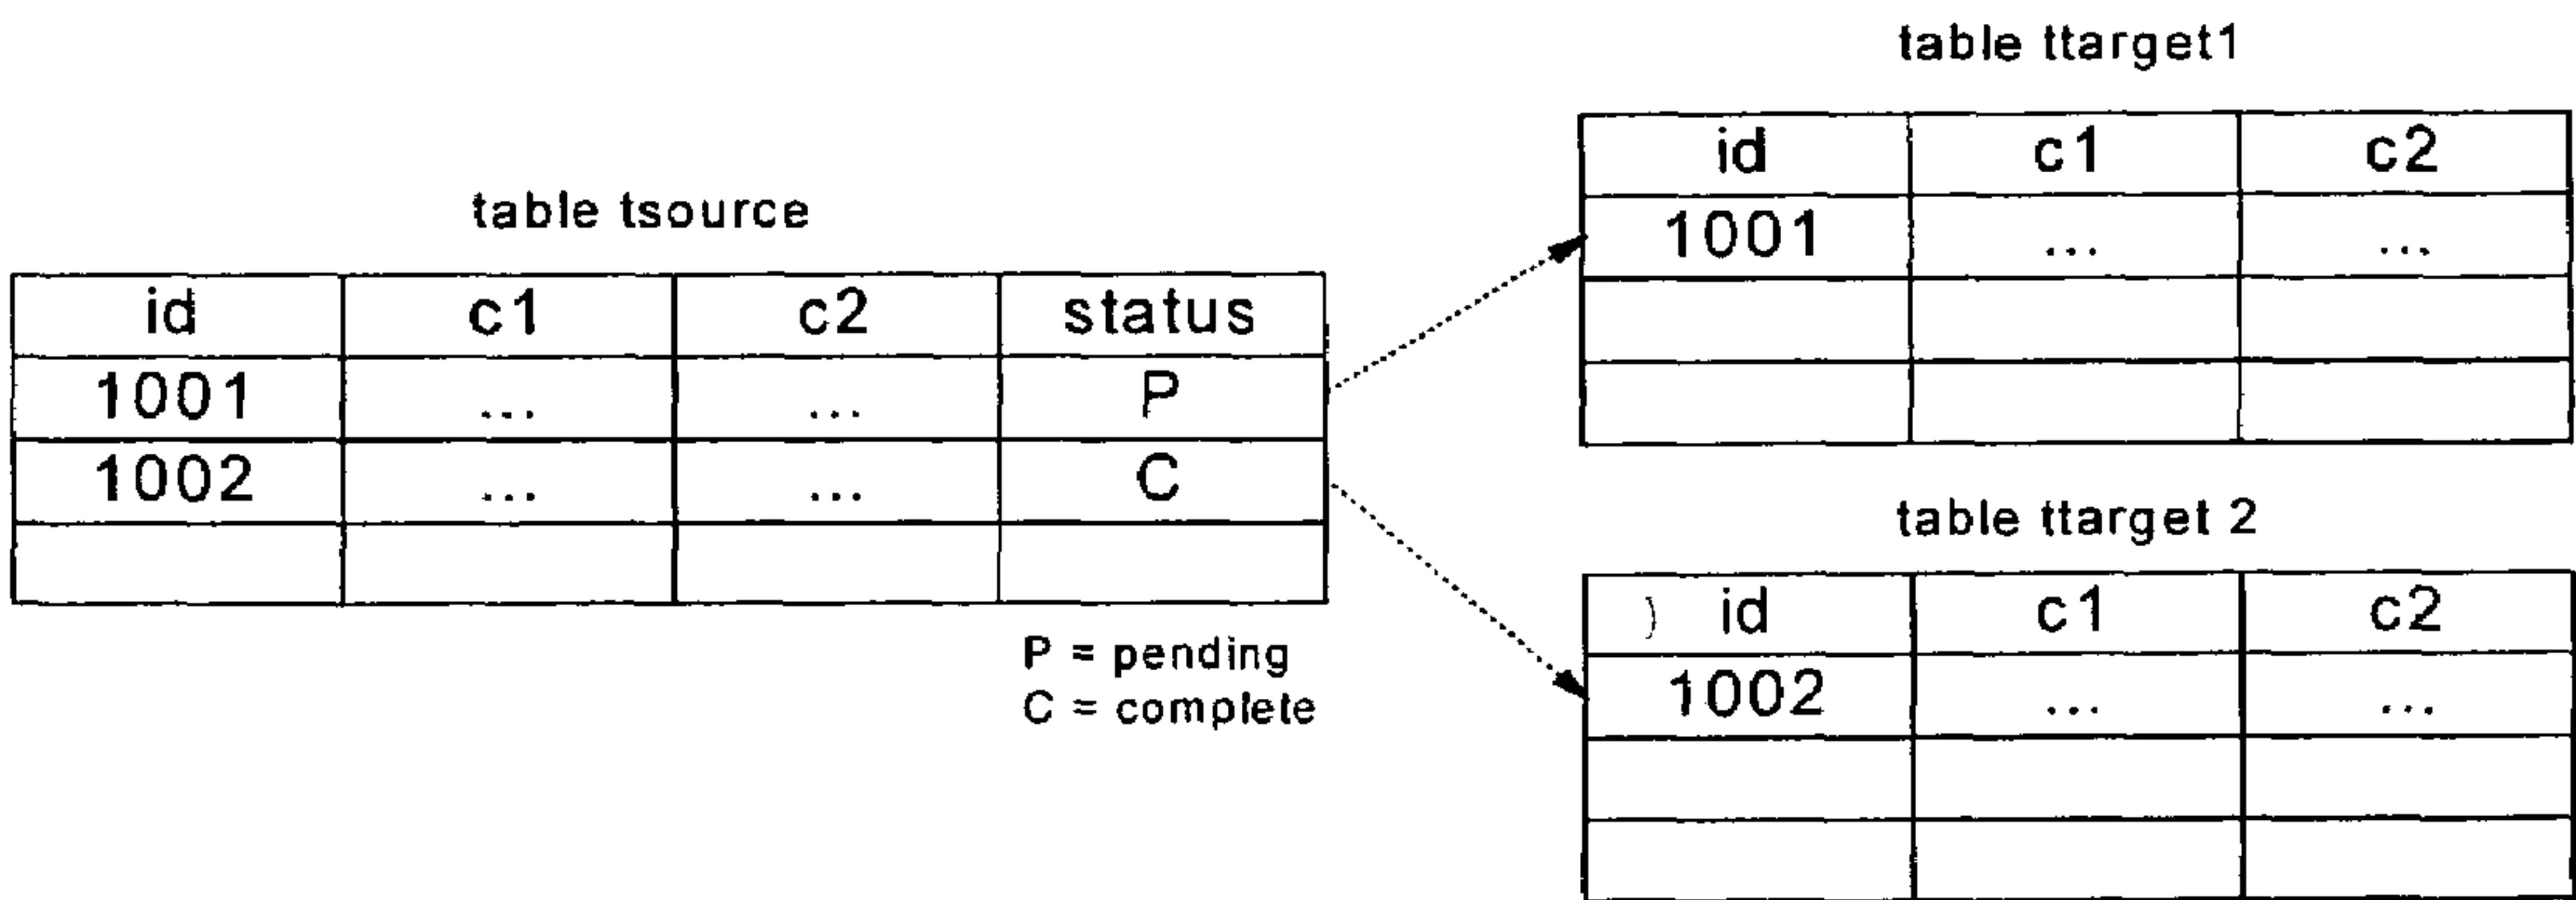 table tsource
id c1 c2 status
1001 ... ... P
1002 ... ... C
P = pending
C = complete
table ttarget1
id c1 c2
1001 ... ...
table ttarget 2
) id c1 c2
1002 ... ...